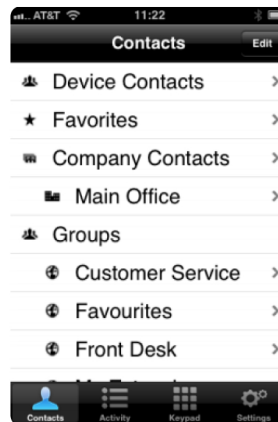 AT&T 11:22
Contacts Edit
Device Contacts
Favorites
Company Contacts
Main Office
Groups
Customer Service
Favourites
Front Desk
Contacts Activity Keypad Settings